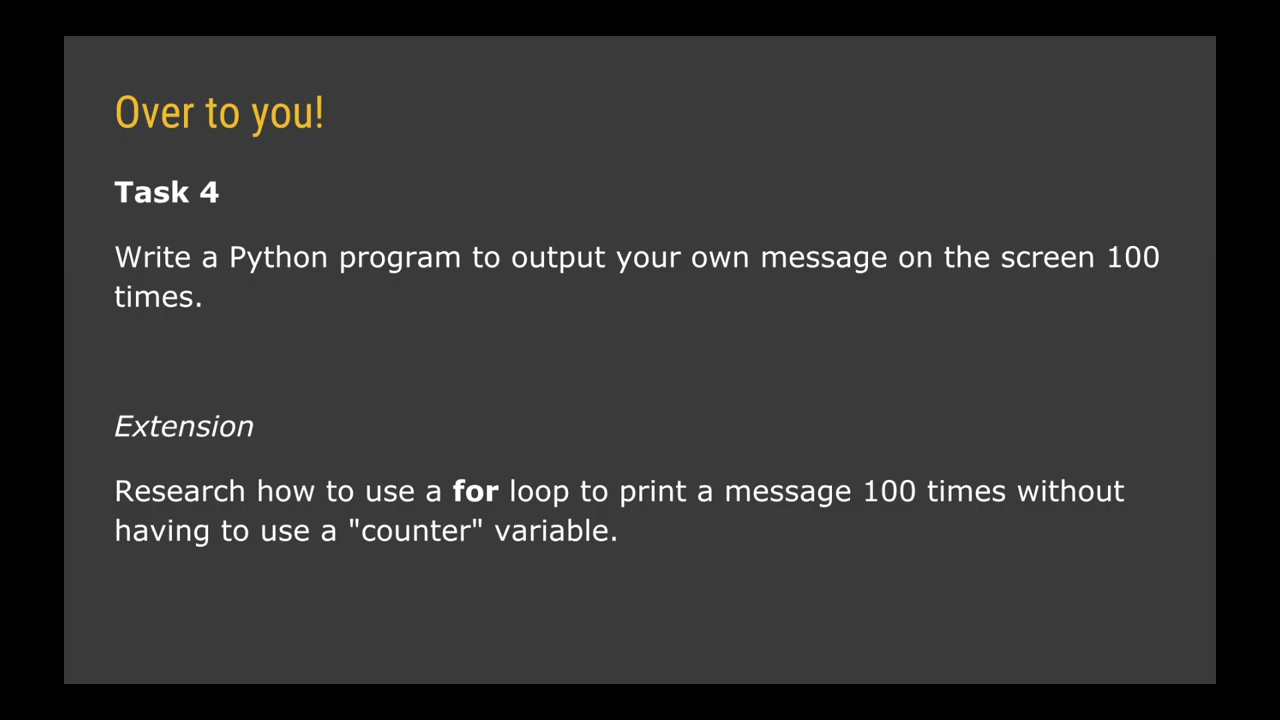 Over to you!
Task 4
Write a Python program to output your own message on the screen 100
times.
Extension
Research how to use a for loop to print a message 100 times without
having to use a "counter" variable.